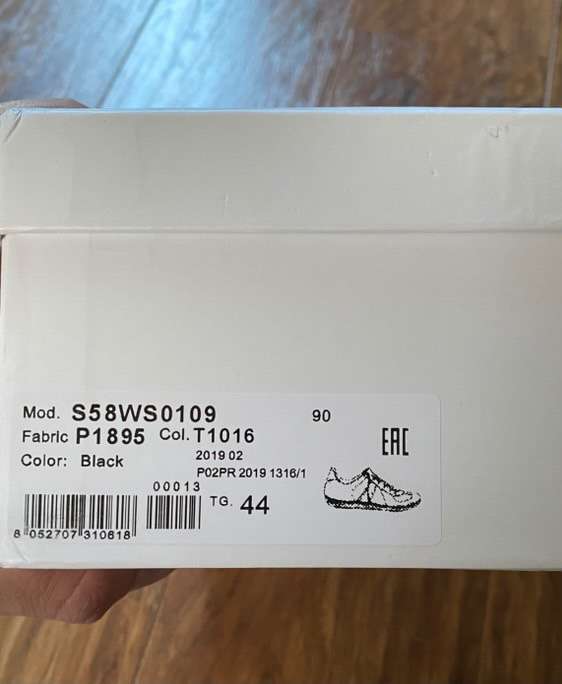 Mod. S58WS0109 90
Fabric P1895 Col. T1016
EAC
Color: Black
2019 02
P02PR 2019 1316/1
00013
TG. 44
8 052707 310618